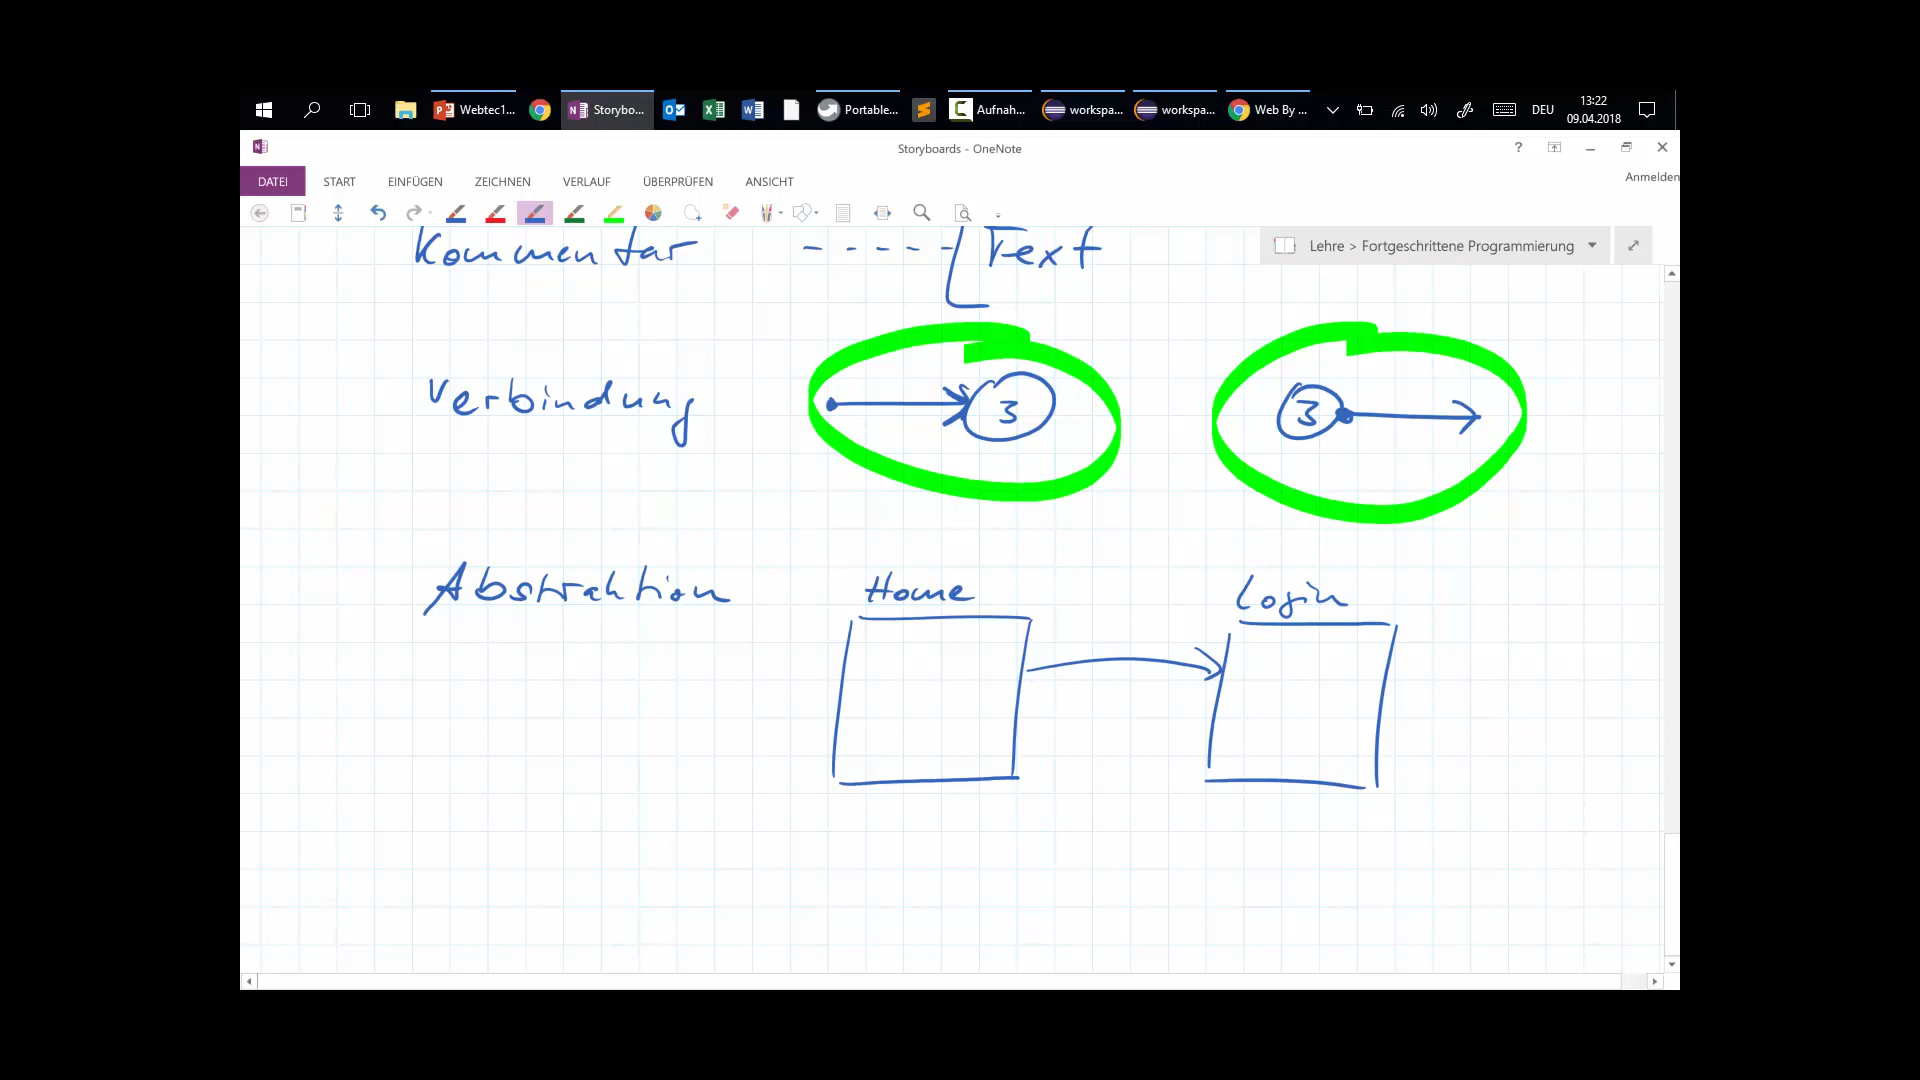 Webtec1...
Storybo...
Portable...
Aufnah...
workspa...
workspa...
Web By ...
DEU
13:22
09.04.2018
Storyboards - OneNote
?
Anmelden
DATEI
START
EINFÜGEN
ZEICHNEN
VERLAUF
ÜBERPRÜFEN
ANSICHT
Lehre > Fortgeschrittene Programmierung
Kommentar
Text
Verbindung
3
3
Abstraktion
Home
Login